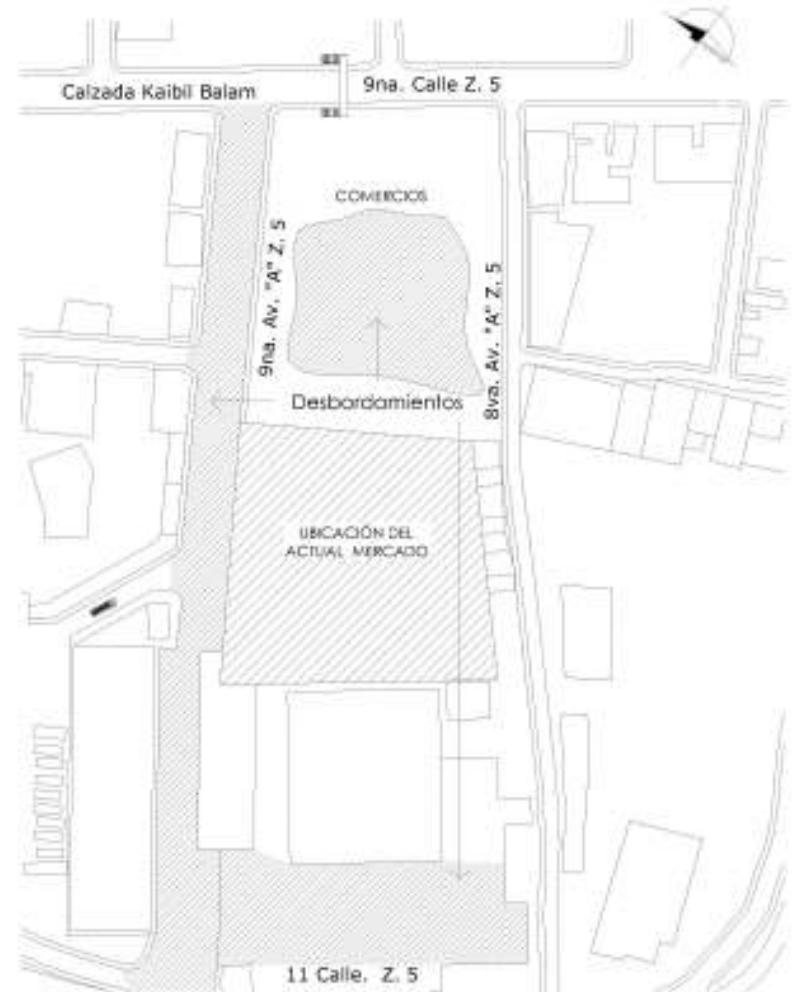 Calzada Kaibil Balam
9na. Calle Z. 5
COMERCIOS
9na. Av. "A" Z. 5
8va. Av. "A" Z. 5
Desbordamientos
UBICACIÓN DEL
ACTUAL MERCADO
11 Calle. Z. 5